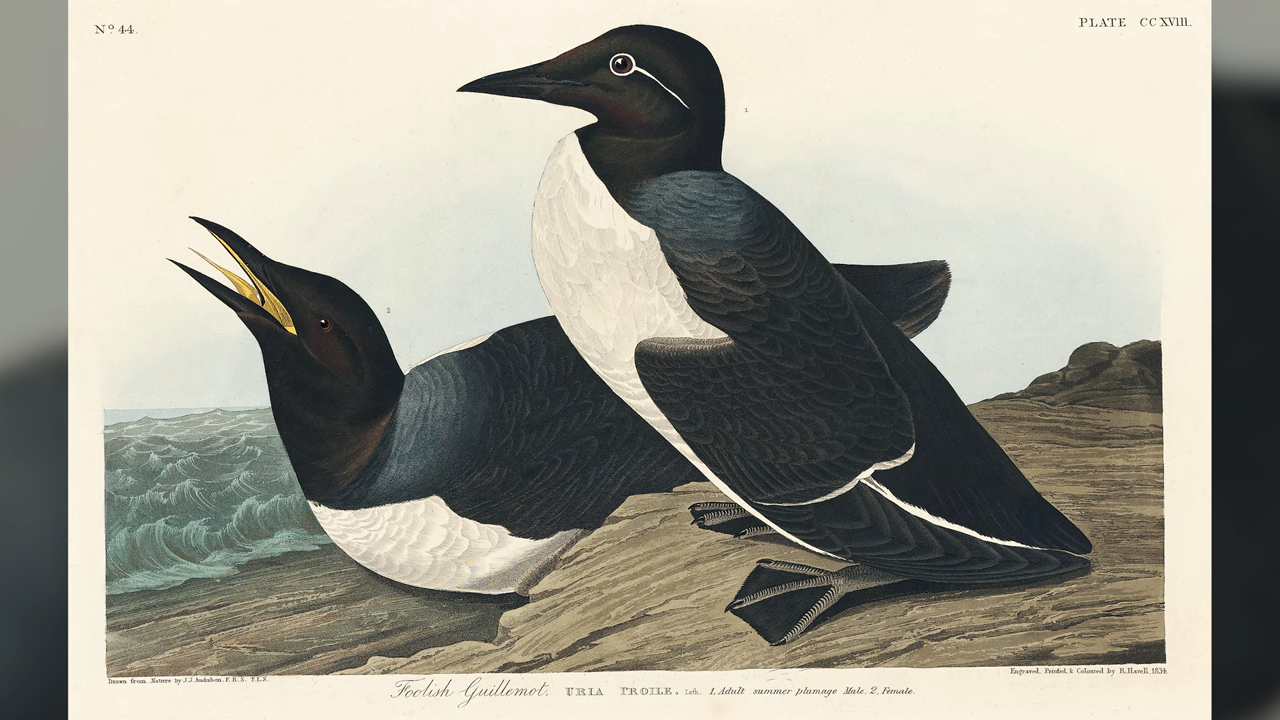 Nº 44.
PLATE CCXVIII.
1
2
Drawn from Nature by J.J. Audubon. F.R.S. F.L.S.
Engraved, Printed, & Coloured by R. Havell, 1834.
Foolish Guillemot. URIA TROILE, Lath. 1. Adult summer plumage Male. 2. Female.